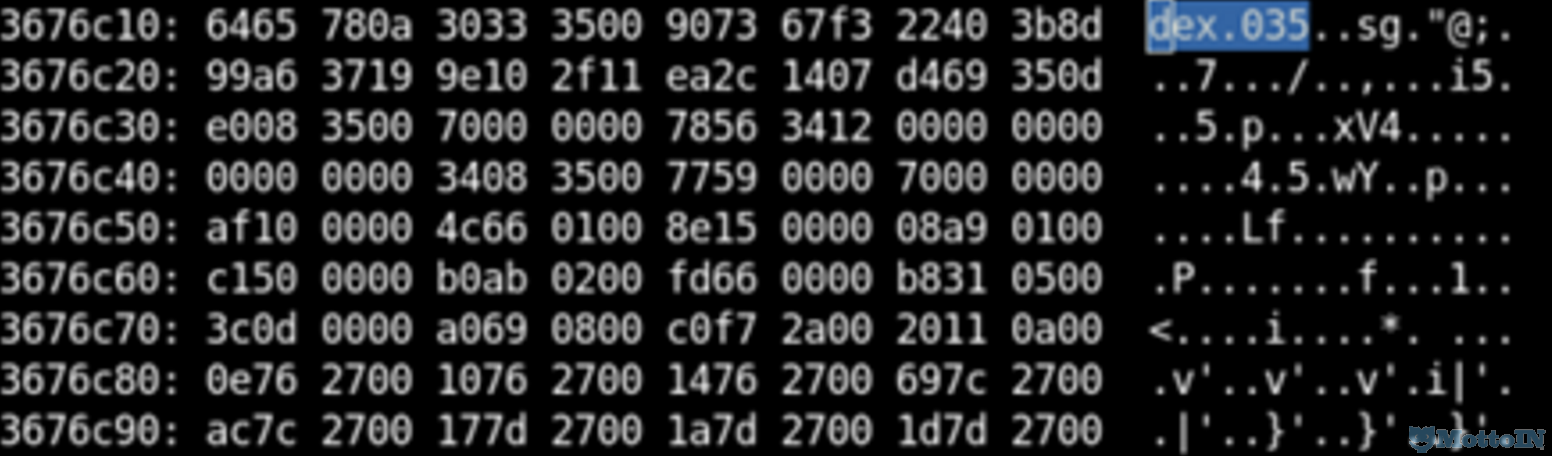 3676c10: 6465 780a 3033 3500 9073 67f3 2240 3b8d dex.035..sg."@;.
3676c20: 99a6 3719 9e10 2f11 ea2c 1407 d469 350d ..7.../..,...i5.
3676c30: e008 3500 7000 0000 7856 3412 0000 0000 ..5.p...xV4.....
3676c40: 0000 0000 3408 3500 7759 0000 7000 0000 ....4.5.wY..p...
3676c50: af10 0000 4c66 0100 8e15 0000 08a9 0100 ....Lf..........
3676c60: c150 0000 b0ab 0200 fd66 0000 b831 0500 .P.......f...1..
3676c70: 3c0d 0000 a069 0800 c0f7 2a00 2011 0a00 <....i....*. ...
3676c80: 0e76 2700 1076 2700 1476 2700 697c 2700 .v'..v'..v'.i|'.
3676c90: ac7c 2700 177d 2700 1a7d 2700 1d7d 2700 .|'..}'..}'..}'.
MottoIN